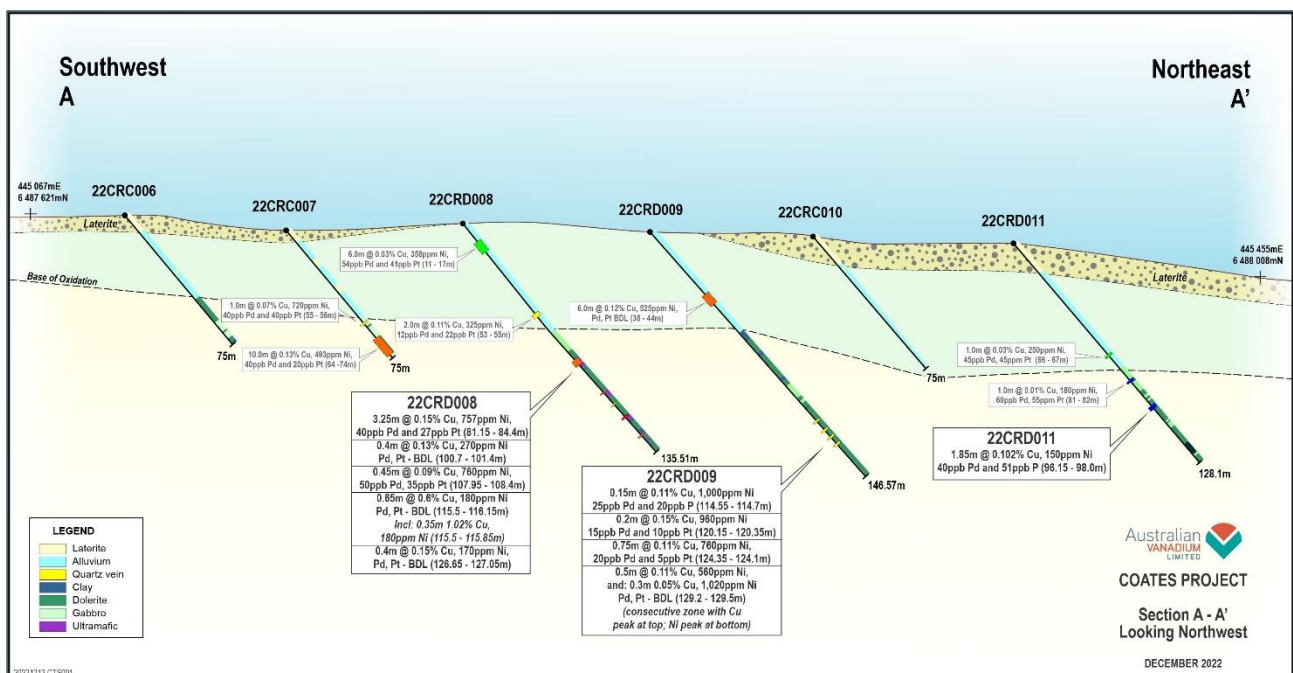 Southwest
A
Northeast
A'
445 067mE
6 487 621mN
22CRC006
22CRC007
22CRD008
22CRD009
22CRC010
22CRD011
445 455mE
6 488 008mN
Laterite
Laterite
Base of Oxidation
6.0m @ 0.03% Cu, 358ppm Ni,
54ppb Pd and 41ppb Pt (11 - 17m)
1.0m @ 0.07% Cu, 720ppm Ni,
40ppb Pd and 40ppb Pt (55 - 56m)
2.0m @ 0.11% Cu, 325ppm Ni,
12ppb Pd and 22ppb Pt (53 - 55m)
6.0m @ 0.12% Cu, 525ppm Ni,
Pd, Pt BDL (38 - 44m)
10.0m @ 0.13% Cu, 493ppm Ni,
40ppb Pd and 20ppb Pt (64 -74m)
1.0m @ 0.03% Cu, 250ppm Ni,
45ppb Pd, 45ppm Pt (66 - 67m)
1.0m @ 0.01% Cu, 180ppm Ni,
60ppb Pd, 55ppm Pt (81 - 82m)
75m
75m
75m
135.51m
146.57m
128.1m
22CRD008
3.25m @ 0.15% Cu, 757ppm Ni,
40ppb Pd and 27ppb Pt (81.15 - 84.4m)
0.4m @ 0.13% Cu, 270ppm Ni
Pd, Pt - BDL (100.7 - 101.4m)
0.45m @ 0.09% Cu, 760ppm Ni,
50ppb Pd, 35ppb Pt (107.95 - 108.4m)
0.65m @ 0.6% Cu, 180ppm Ni
Pd, Pt - BDL (115.5 - 116.15m)
Incl: 0.35m 1.02% Cu,
180ppm Ni (115.5 - 115.85m)
0.4m @ 0.15% Cu, 170ppm Ni,
Pd, Pt - BDL (126.65 - 127.05m)
22CRD009
0.15m @ 0.11% Cu, 1,000ppm Ni
25ppb Pd and 20ppb P (114.55 - 114.7m)
0.2m @ 0.15% Cu, 960ppm Ni
15ppb Pd and 10ppb Pt (120.15 - 120.35m)
0.75m @ 0.11% Cu, 760ppm Ni,
20ppb Pd and 5ppb Pt (124.35 - 124.1m)
0.5m @ 0.11% Cu, 560ppm Ni,
and: 0.3m 0.05% Cu, 1,020ppm Ni
Pd, Pt - BDL (129.2 - 129.5m)
(consecutive zone with Cu
peak at top; Ni peak at bottom)
22CRD011
1.85m @ 0.102% Cu, 150ppm Ni
40ppb Pd and 51ppb P (96.15 - 98.0m)
LEGEND
Laterite
Alluvium
Quartz vein
Clay
Dolerite
Gabbro
Ultramafic
Australian
VANADIUM
LIMITED
COATES PROJECT
Section A - A'
Looking Northwest
DECEMBER 2022